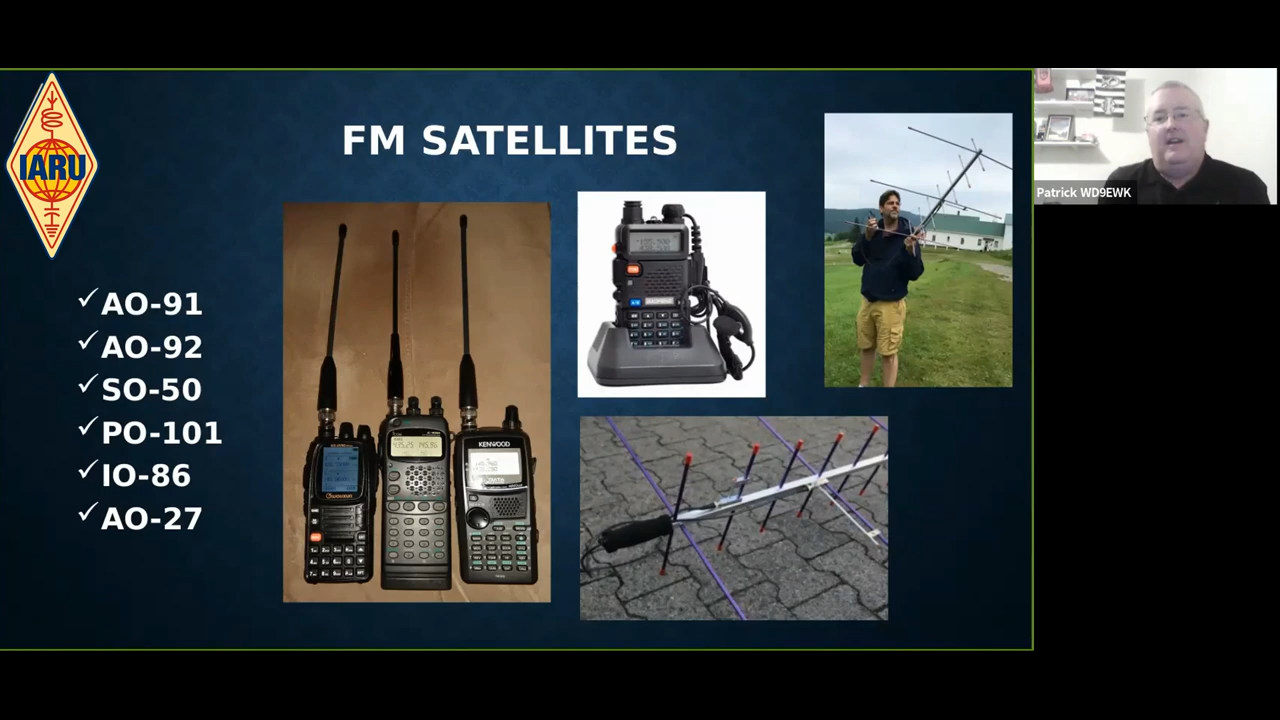 IARU
FM SATELLITES
AO-91
AO-92
SO-50
PO-101
IO-86
AO-27
KENWOOD
Patrick WD9EWK